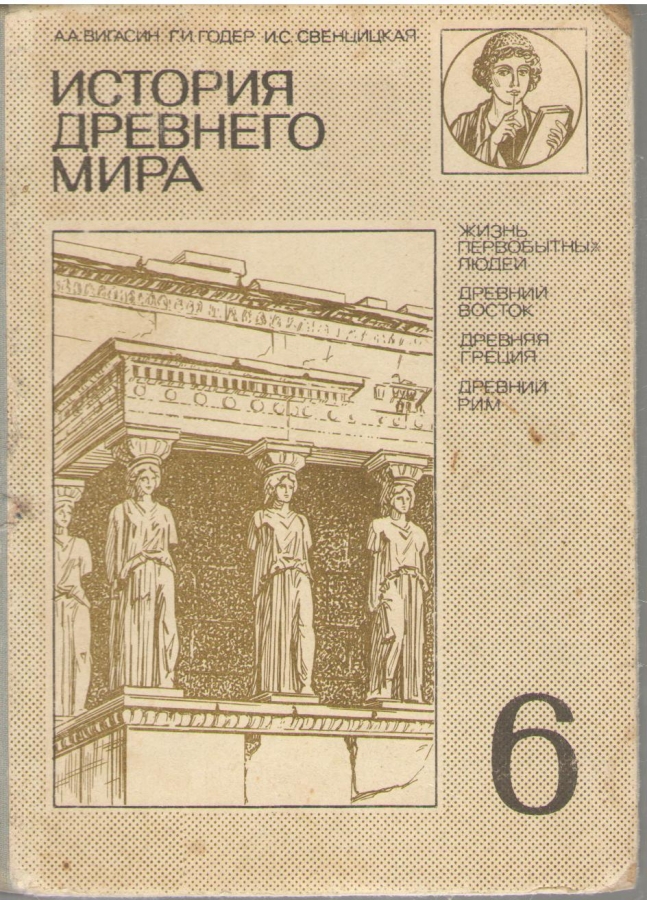 А.А.ВИГАСИН Г.И.ГОДЕР И.С.СВЕНЦИЦКАЯ
ИСТОРИЯ
ДРЕВНЕГО
МИРА
ЖИЗНЬ
ПЕРВОБЫТНЫХ
ЛЮДЕЙ
ДРЕВНИЙ
ВОСТОК
ДРЕВНЯЯ
ГРЕЦИЯ
ДРЕВНИЙ
РИМ
6